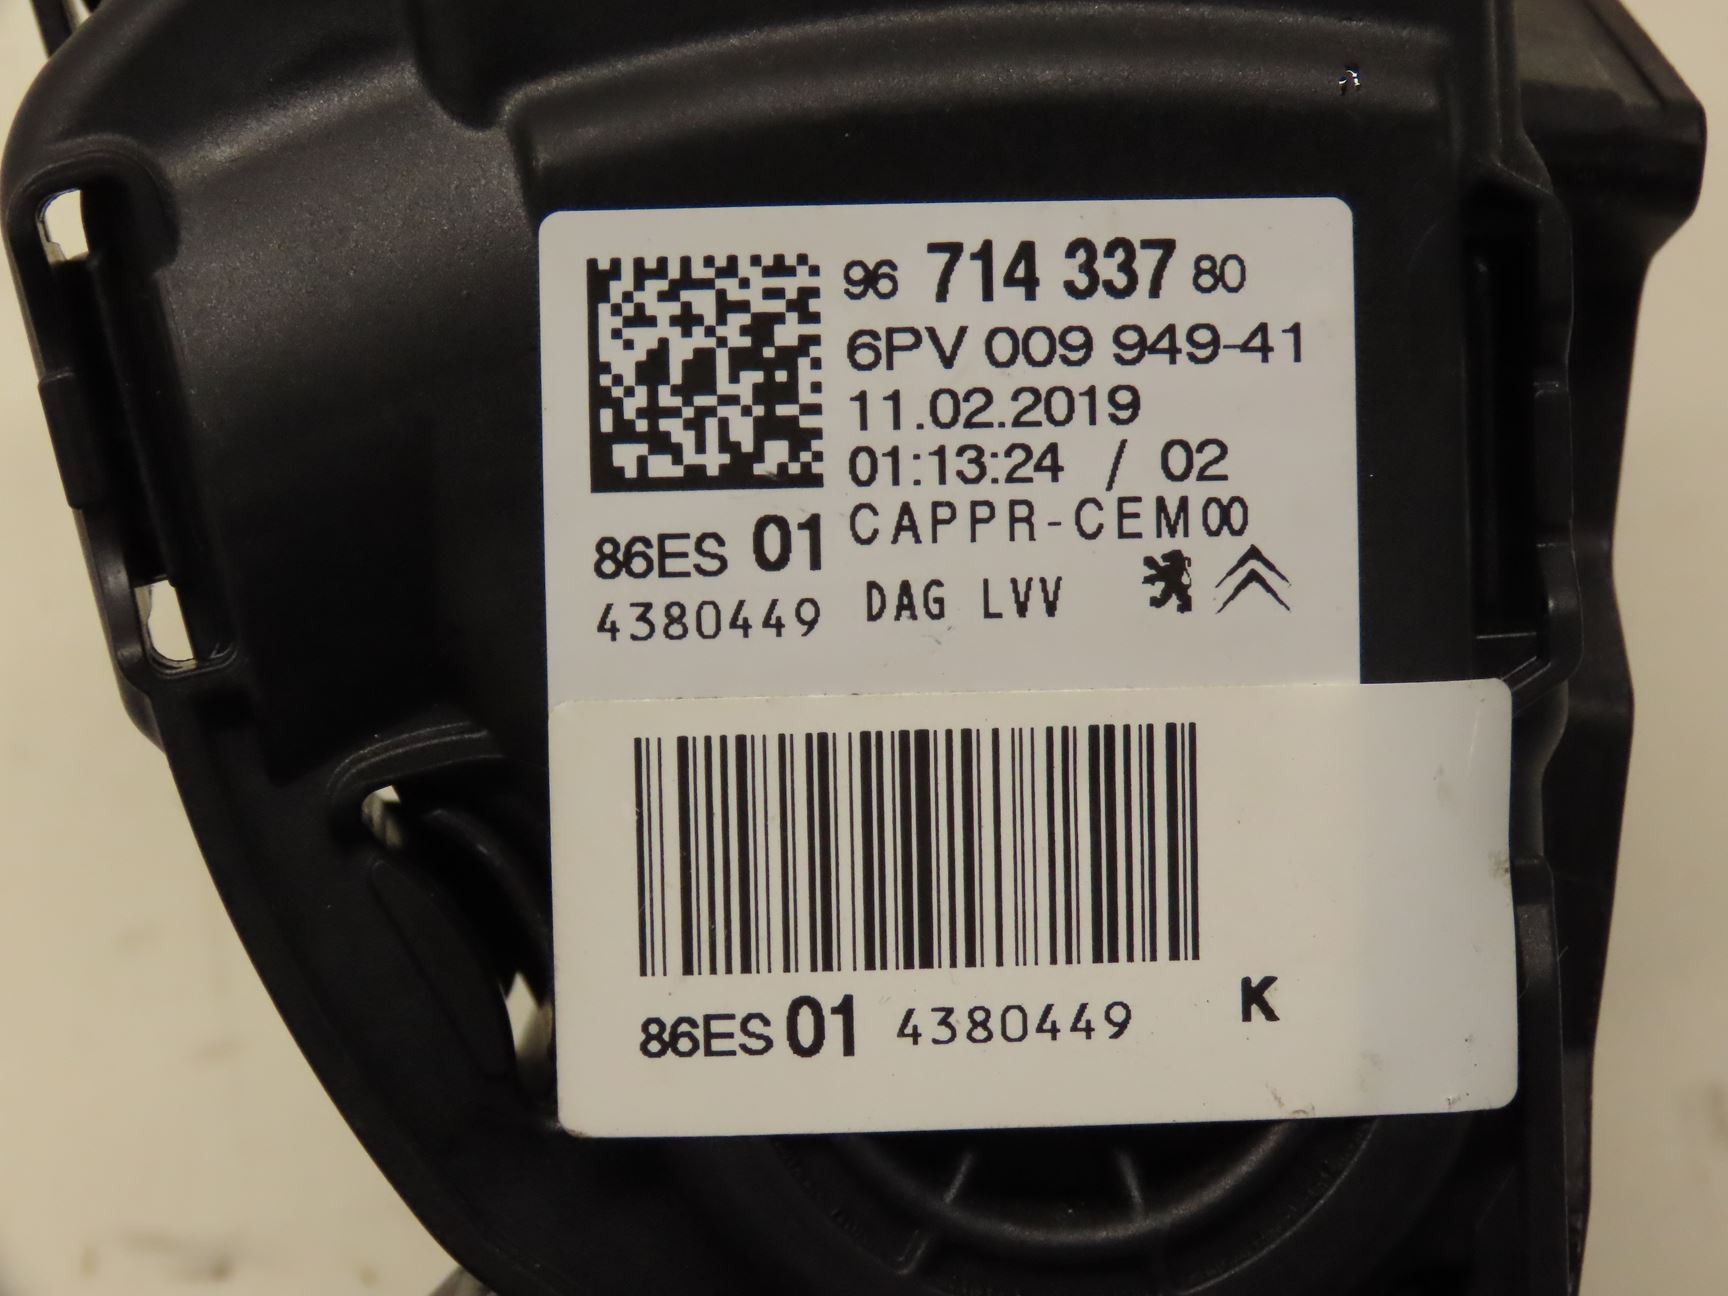 96 714 337 80
6PV 009 949-41
11.02.2019
01:13:24 / 02
CAPPR-CEM00
86ES 01
4380449
DAG LVV
86ES 01 4380449 K